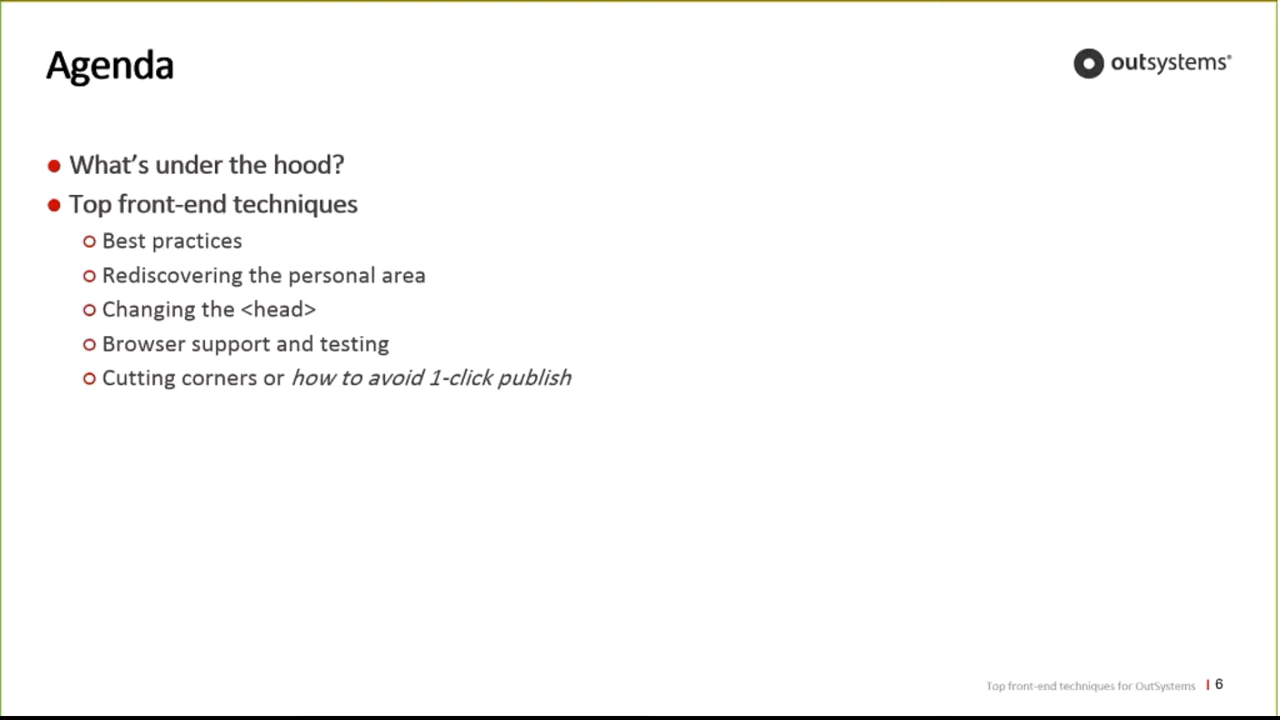 Agenda
outsystems®
What's under the hood?
Top front-end techniques
Best practices
Rediscovering the personal area
Changing the <head>
Browser support and testing
Cutting corners or how to avoid 1-click publish
Top front-end techniques for OutSystems | 6